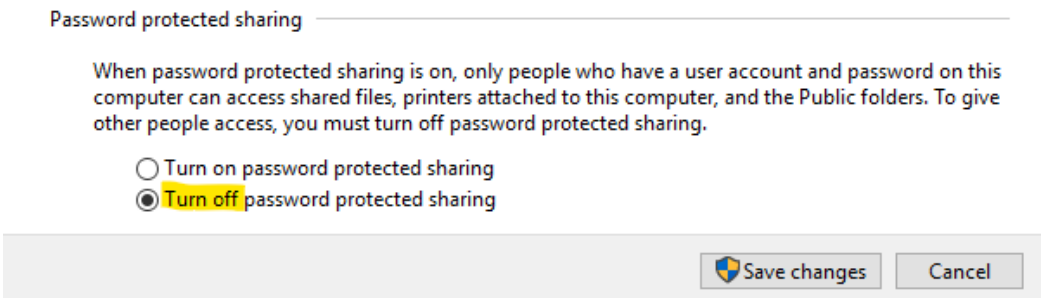 Password protected sharing
When password protected sharing is on, only people who have a user account and password on this
computer can access shared files, printers attached to this computer, and the Public folders. To give
other people access, you must turn off password protected sharing.
Turn on password protected sharing
Turn off password protected sharing
Save changes Cancel